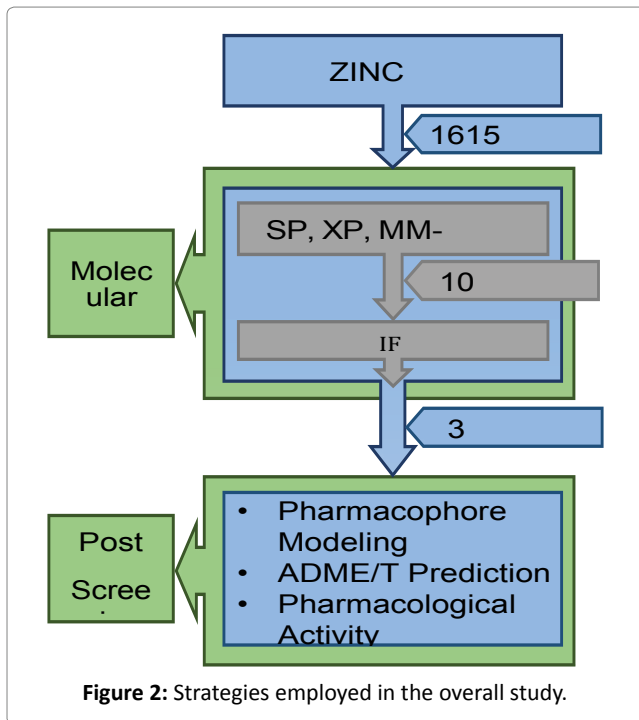 ZINC
1615
SP, XP, MM-
10
Molec
ular
IF
3
• Pharmacophore
Modeling
• ADME/T Prediction
• Pharmacological
Activity
Post
Scree
Figure 2: Strategies employed in the overall study.